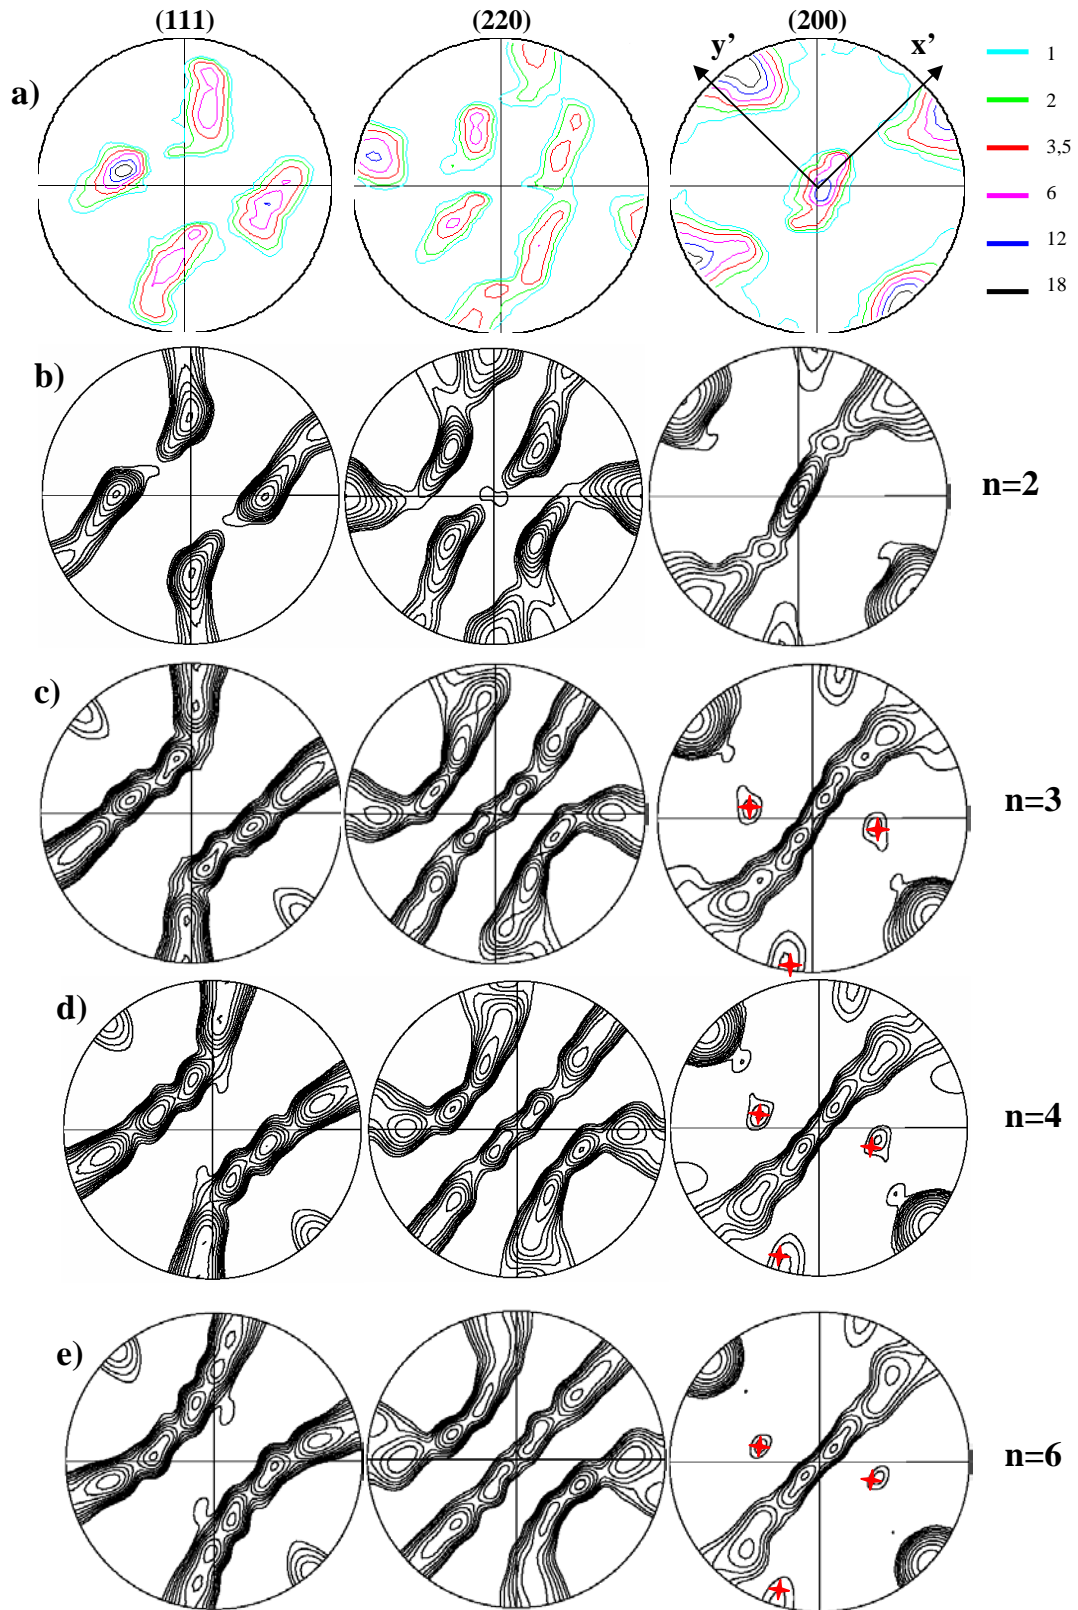 (111) (220) (200)
a)
y’ x’
1
2
3,5
6
12
18
b)
n=2
c)
n=3
d)
n=4
e)
n=6